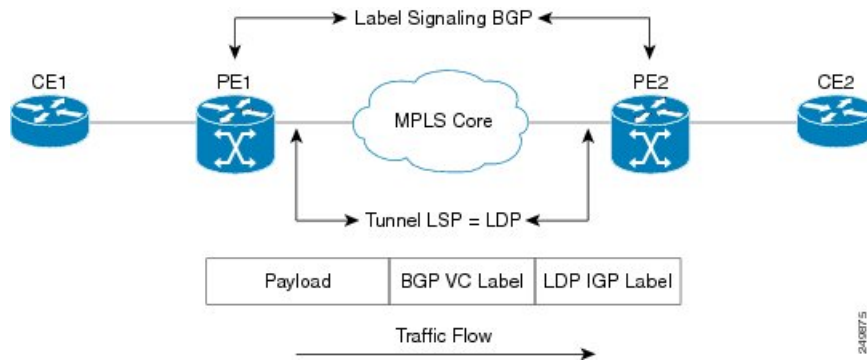 Label Signaling BGP
CE1
PE1
PE2
CE2
MPLS Core
Tunnel LSP = LDP
Payload
BGP VC Label
LDP IGP Label
Traffic Flow
249875